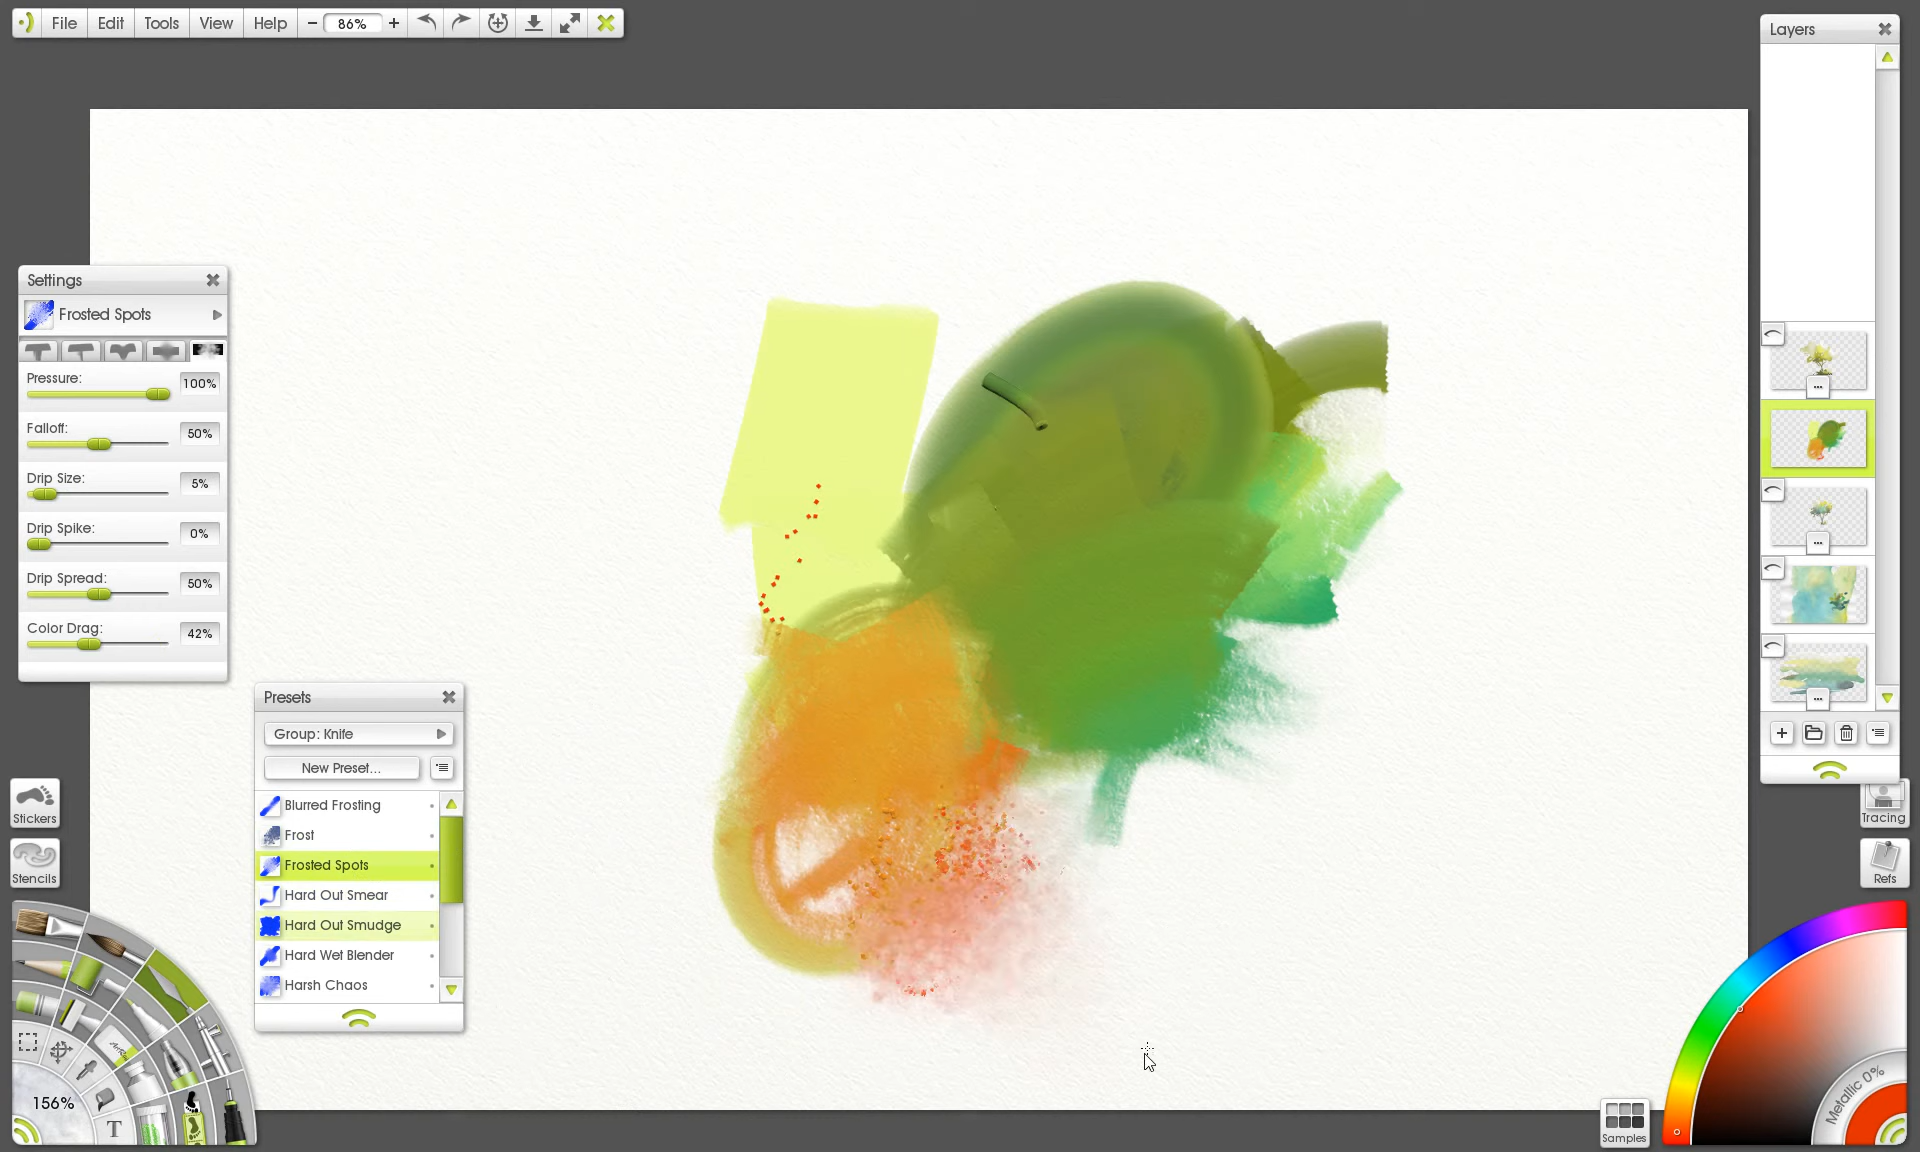 File Edit Tools View Help − 86% +
Layers
Settings
Frosted Spots
Pressure: 100%
Falloff: 50%
Drip Size: 5%
Drip Spike: 0%
Drip Spread: 50%
Color Drag: 42%
Presets
Group: Knife
New Preset...
Blurred Frosting
Frost
Frosted Spots
Hard Out Smear
Hard Out Smudge
Hard Wet Blender
Harsh Chaos
Stickers
Stencils
156%
T
Tracing
Refs
Metallic 0%
Samples